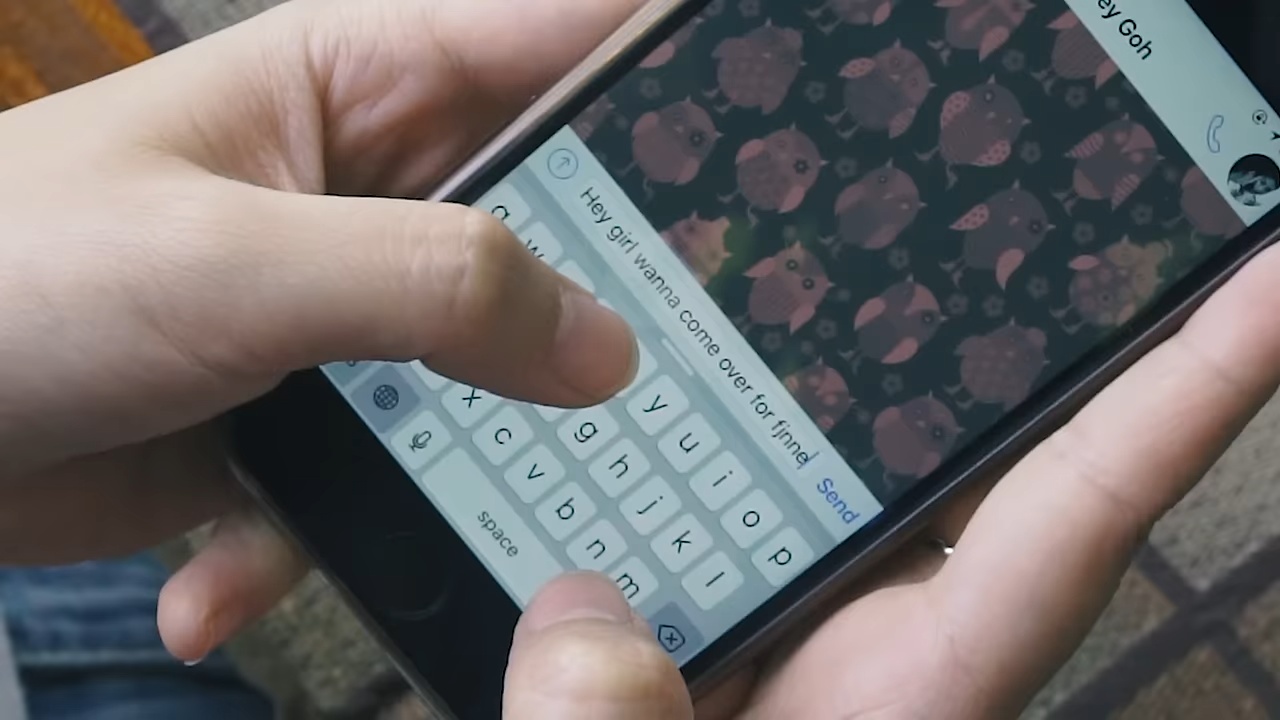 ey Goh
Hey girl wanna come over for fjnne
Send
q w y u i o p
g h j k l
x c v b n m
space